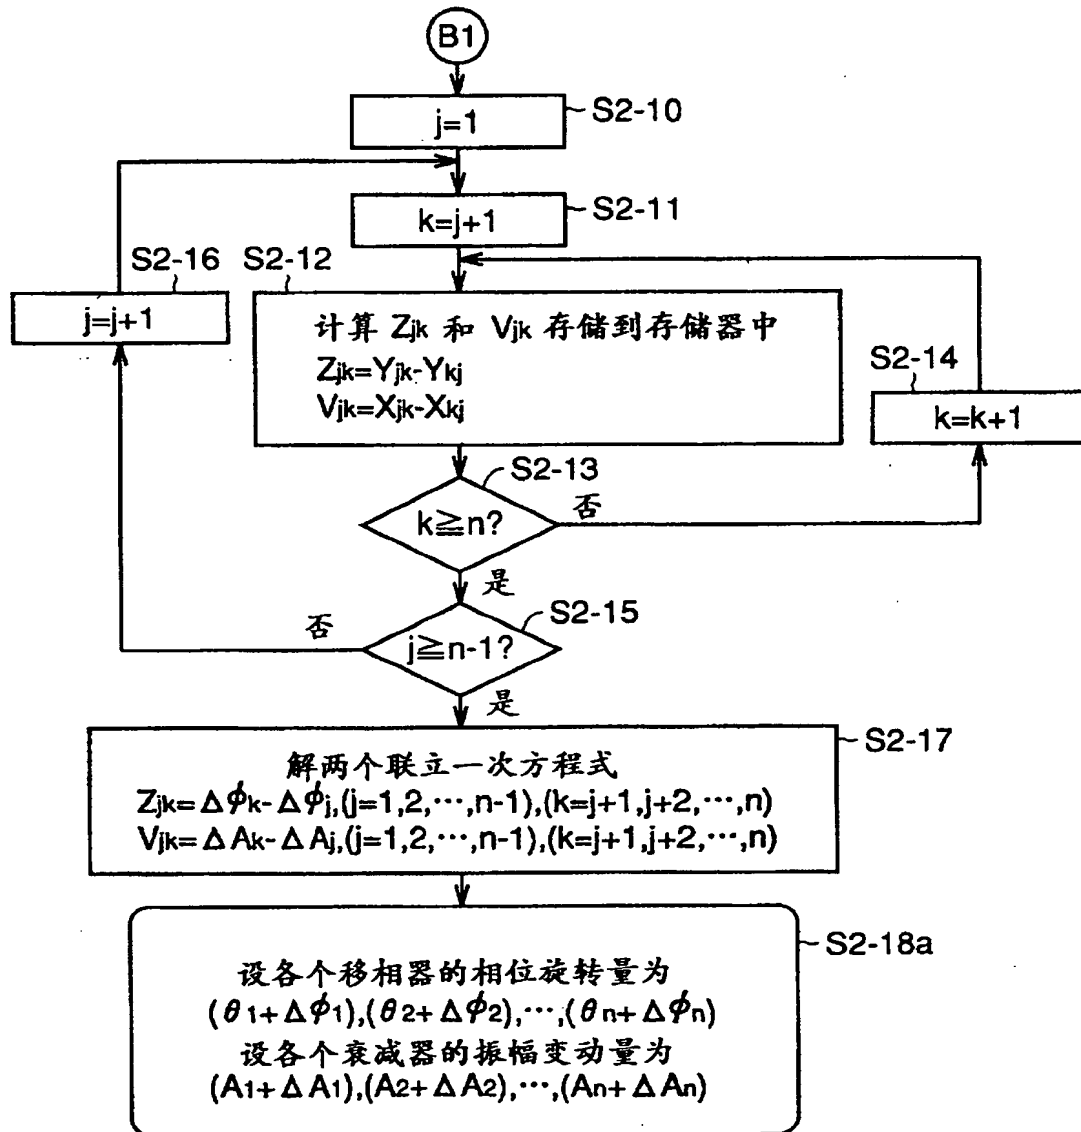 B1
j=1
S2-10
k=j+1
S2-11
S2-16
j=j+1
S2-12
计算 Zjk 和 Vjk 存储到存储器中
Zjk=Yjk-Ykj
Vjk=Xjk-Xkj
S2-14
k=k+1
S2-13
k≧n?
否
是
S2-15
j≧n-1?
否
是
S2-17
解两个联立一次方程式
Zjk=Δϕk-Δϕj,(j=1,2,⋯,n-1),(k=j+1,j+2,⋯,n)
Vjk=ΔAk-ΔAj,(j=1,2,⋯,n-1),(k=j+1,j+2,⋯,n)
S2-18a
设各个移相器的相位旋转量为
(θ1+Δϕ1),(θ2+Δϕ2),⋯,(θn+Δϕn)
设各个衰减器的振幅变动量为
(A1+ΔA1),(A2+ΔA2),⋯,(An+ΔAn)